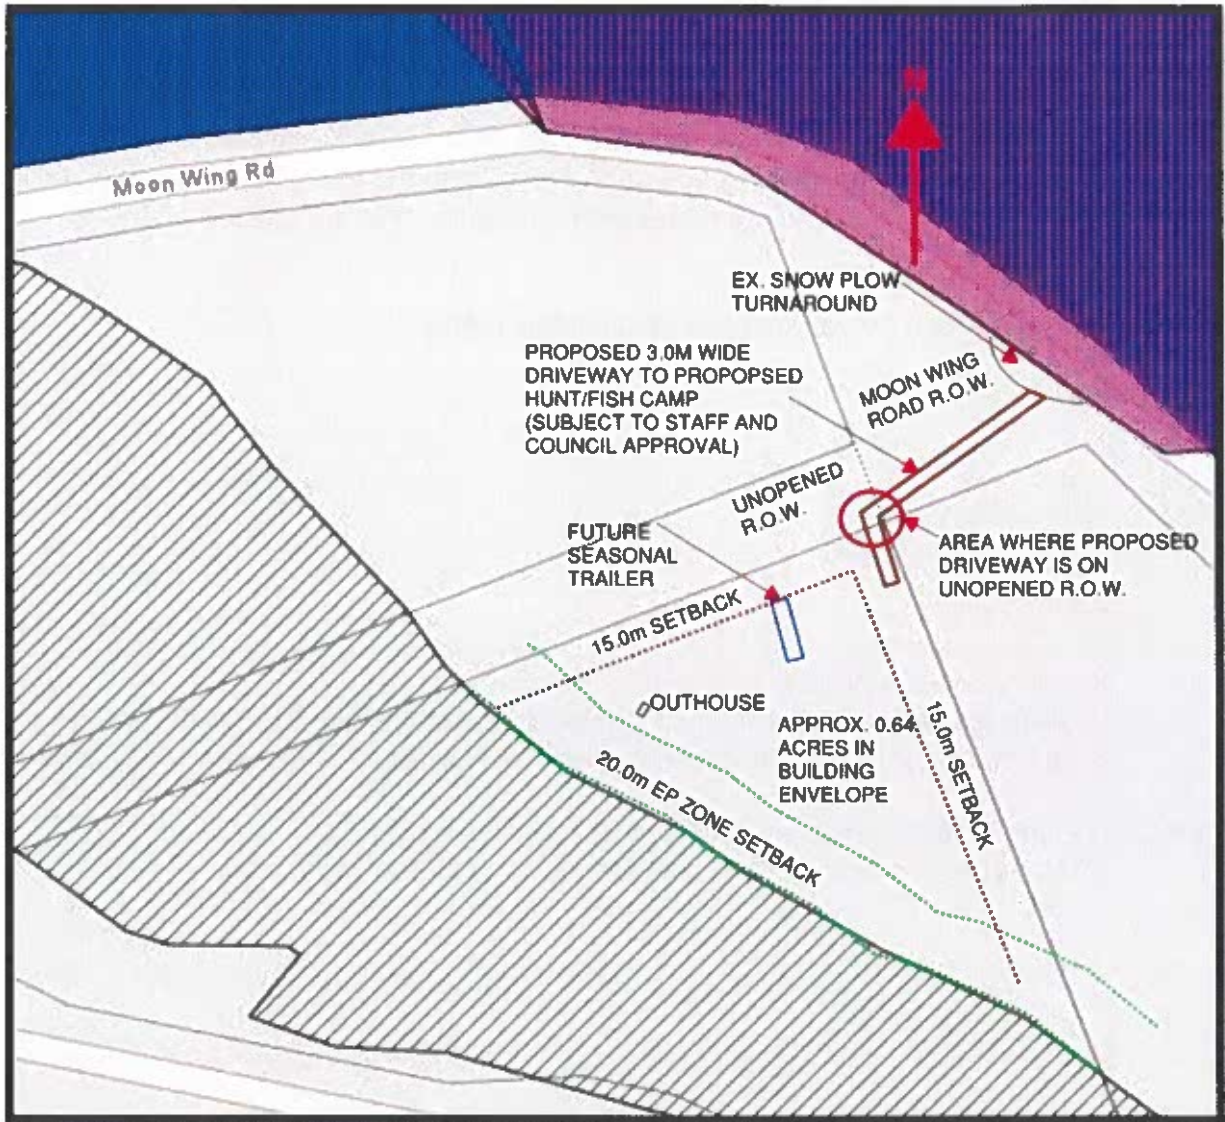 N
Moon Wing Rd
EX. SNOW PLOW
TURNAROUND
PROPOSED 3.0M WIDE
DRIVEWAY TO PROPOPSED
HUNT/FISH CAMP
(SUBJECT TO STAFF AND
COUNCIL APPROVAL)
MOON WING
ROAD R.O.W.
UNOPENED
R.O.W.
FUTURE
SEASONAL
TRAILER
AREA WHERE PROPOSED
DRIVEWAY IS ON
UNOPENED R.O.W.
15.0m SETBACK
OUTHOUSE
APPROX. 0.64
ACRES IN
BUILDING
ENVELOPE
15.0m SETBACK
20.0m EP ZONE SETBACK